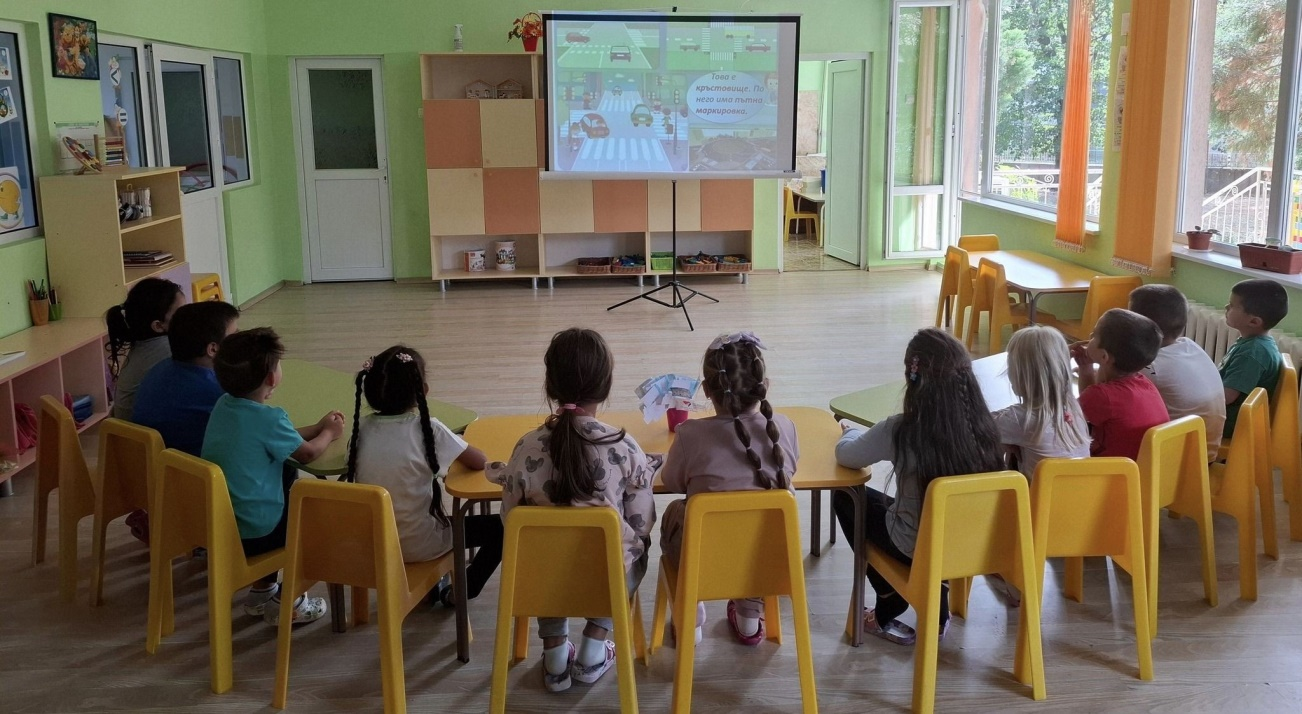 Това е
кръстовище. По
него има пътна
маркировка.